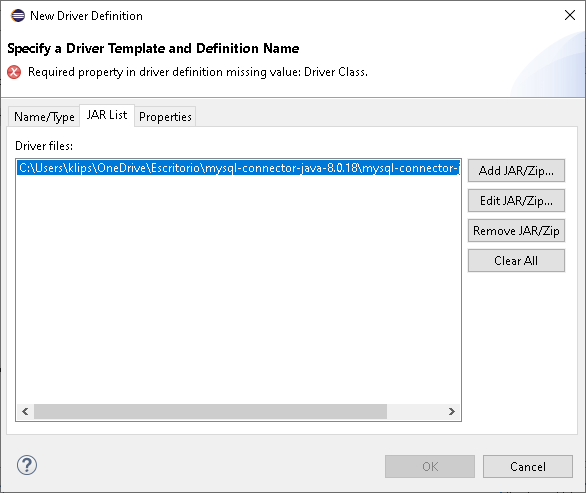 New Driver Definition
Specify a Driver Template and Definition Name
Required property in driver definition missing value: Driver Class.
Name/Type
JAR List
Properties
Driver files:
C:\Users\klips\OneDrive\Escritorio\mysql-connector-java-8.0.18\mysql-connector-j
Add JAR/Zip...
Edit JAR/Zip...
Remove JAR/Zip
Clear All
OK
Cancel